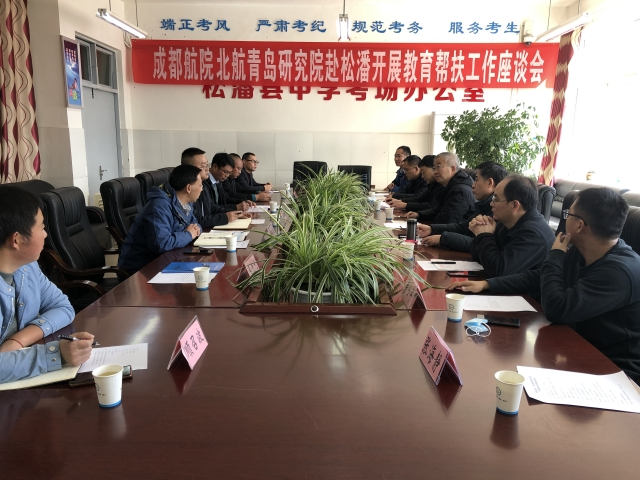 端正考风 严肃考纪 规范考务 服务考生
成都航院北航青岛研究院赴松潘开展教育帮扶工作座谈会
松潘县中学考场办公室